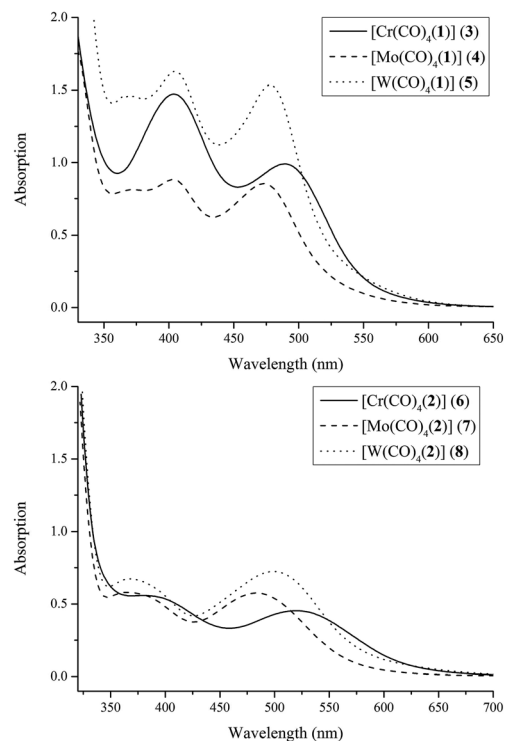 2.0
1.5
1.0
0.5
0.0
Absorption
[Cr(CO)₄(1)] (3)
[Mo(CO)₄(1)] (4)
[W(CO)₄(1)] (5)
350 400 450 500 550 600 650
Wavelength (nm)
2.0
1.5
1.0
0.5
0.0
Absorption
[Cr(CO)₄(2)] (6)
[Mo(CO)₄(2)] (7)
[W(CO)₄(2)] (8)
350 400 450 500 550 600 650 700
Wavelength (nm)